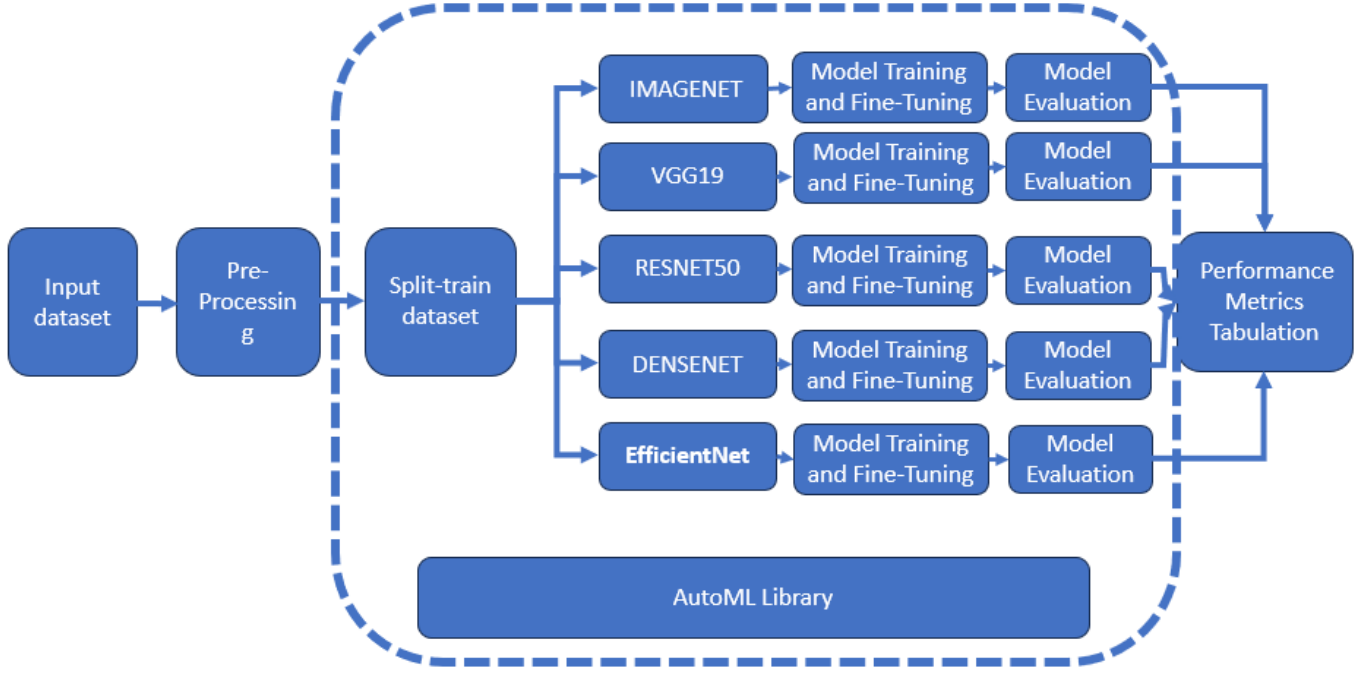 Input
dataset
Pre-
Processin
g
Split-train
dataset
IMAGENET
Model Training
and Fine-Tuning
Model
Evaluation
VGG19
Model Training
and Fine-Tuning
Model
Evaluation
RESNET50
Model Training
and Fine-Tuning
Model
Evaluation
DENSENET
Model Training
and Fine-Tuning
Model
Evaluation
EfficientNet
Model Training
and Fine-Tuning
Model
Evaluation
Performance
Metrics
Tabulation
AutoML Library